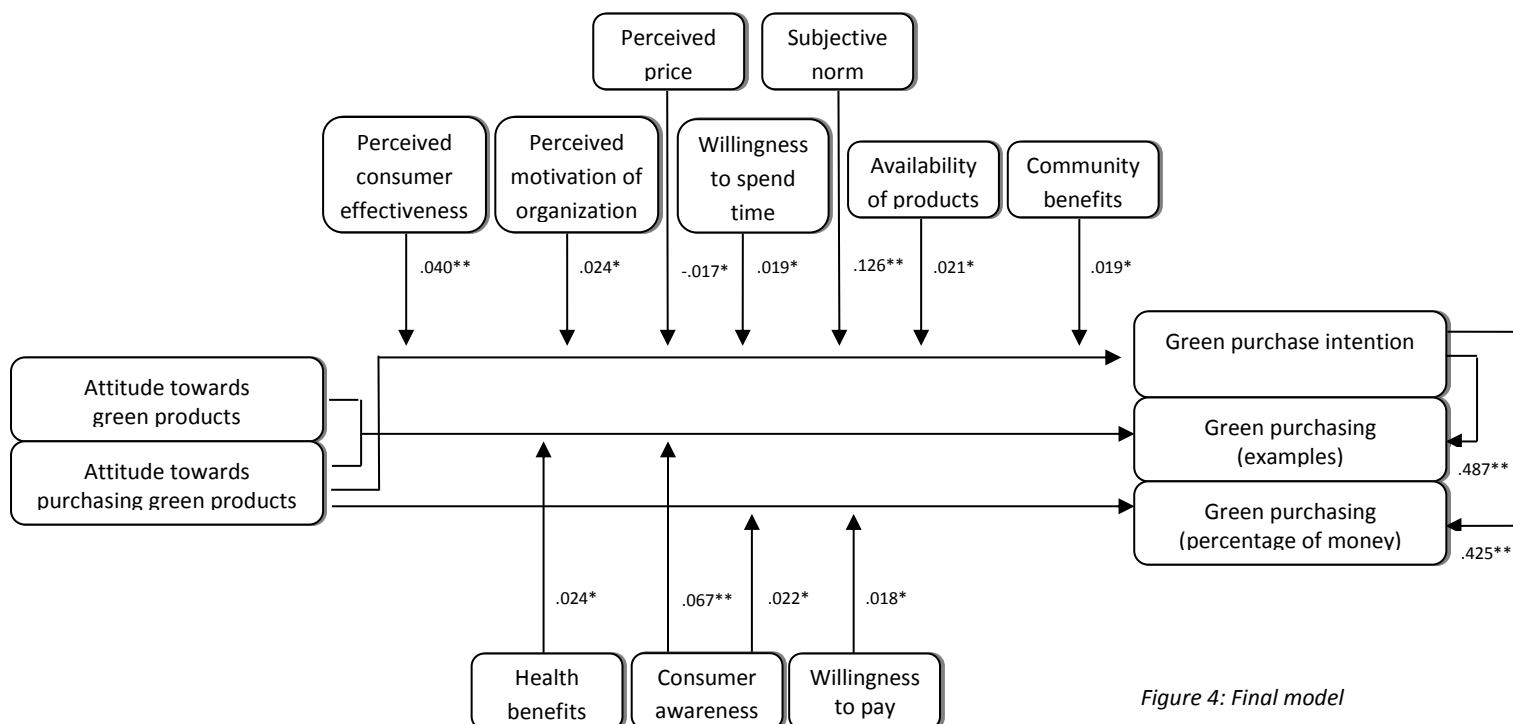 Perceived
price
Subjective
norm
Perceived
consumer
effectiveness
Perceived
motivation of
organization
Willingness
to spend
time
Availability
of products
Community
benefits
.040**
.024*
-.017*
.019*
.126**
.021*
.019*
Green purchase intention
Attitude towards
green products
Green purchasing
(examples)
.487**
Attitude towards
purchasing green products
Green purchasing
(percentage of money)
.425**
.024*
.067**
.022*
.018*
Health
benefits
Consumer
awareness
Willingness
to pay
Figure 4: Final model